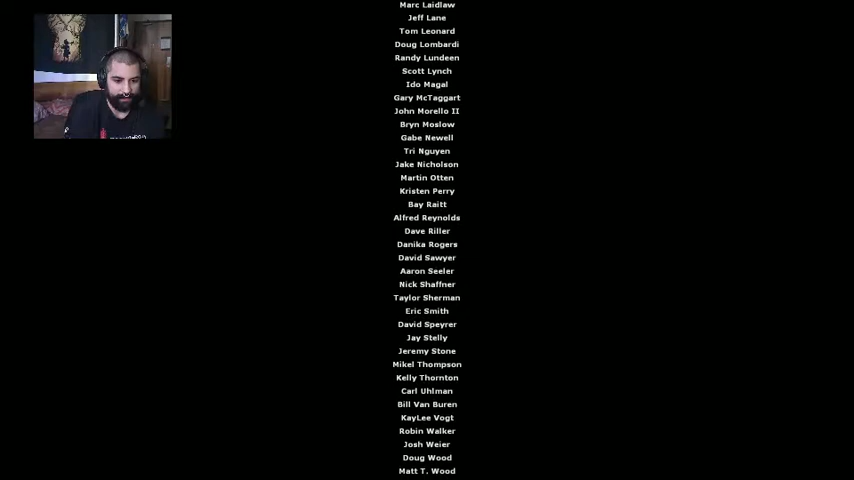 Marc Laidlaw
Jeff Lane
Tom Leonard
Doug Lombardi
Randy Lundeen
Scott Lynch
Ido Magal
Gary McTaggart
John Morello II
Bryn Moslow
Gabe Newell
Tri Nguyen
Jake Nicholson
Martin Otten
Kristen Perry
Bay Raitt
Alfred Reynolds
Dave Riller
Danika Rogers
David Sawyer
Aaron Seeler
Nick Shaffner
Taylor Sherman
Eric Smith
David Speyrer
Jay Stelly
Jeremy Stone
Mikel Thompson
Kelly Thornton
Carl Uhlman
Bill Van Buren
KayLee Vogt
Robin Walker
Josh Weier
Doug Wood
Matt T. Wood